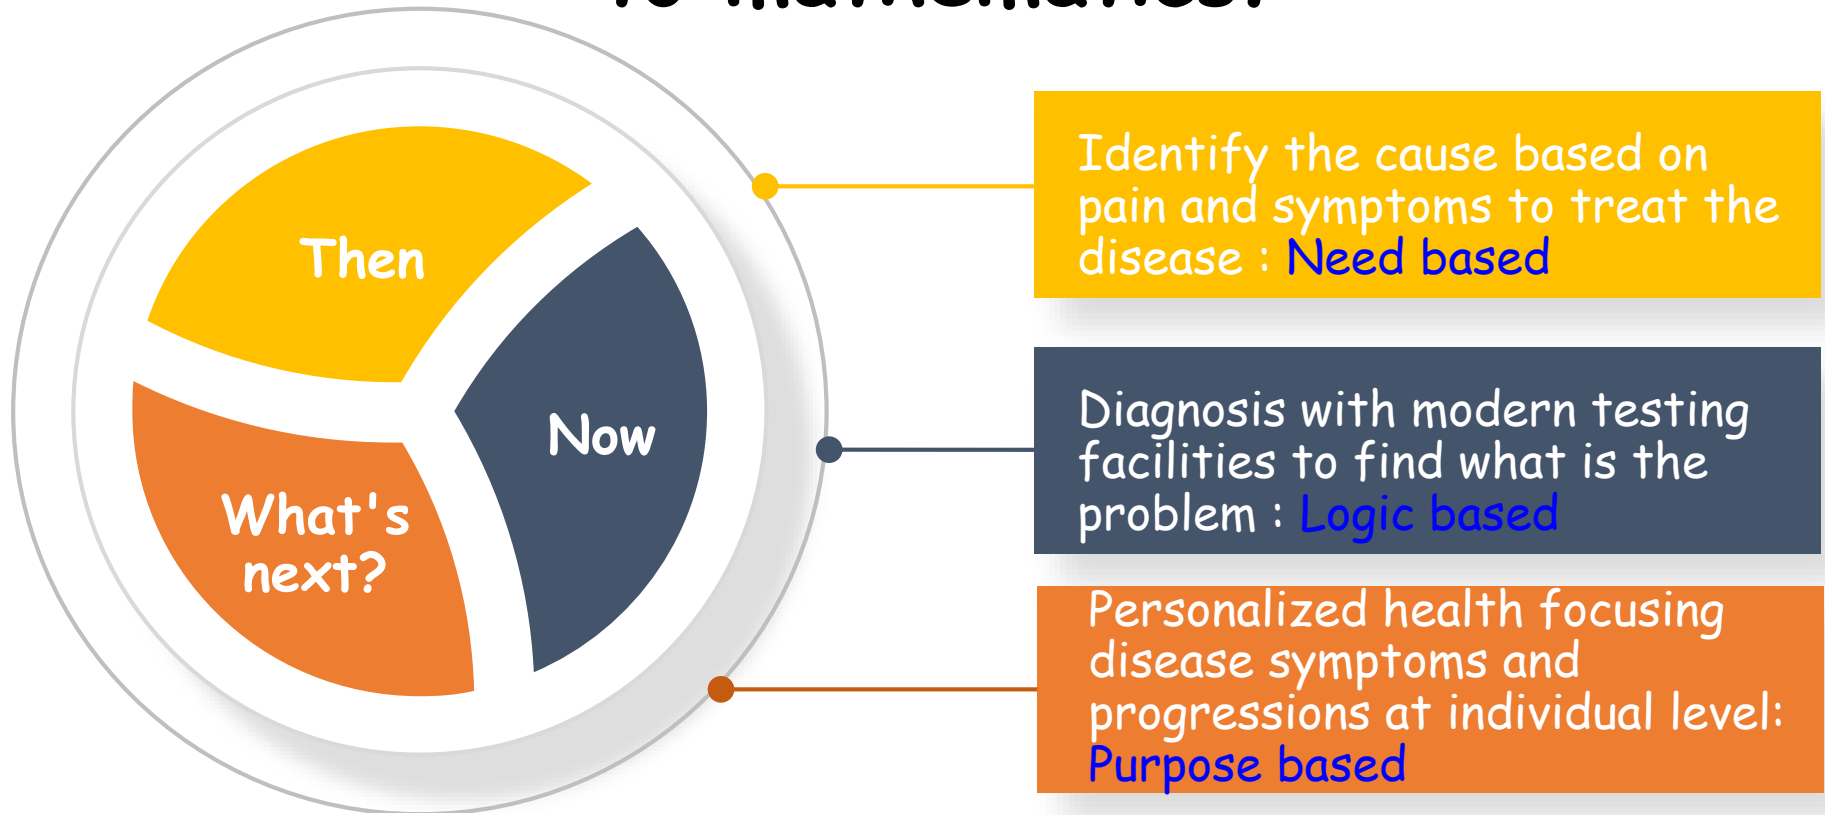 to mathematics?
Then
Now
What's
next?
Identify the cause based on
pain and symptoms to treat the
disease : Need based
Diagnosis with modern testing
facilities to find what is the
problem : Logic based
Personalized health focusing
disease symptoms and
progressions at individual level:
Purpose based